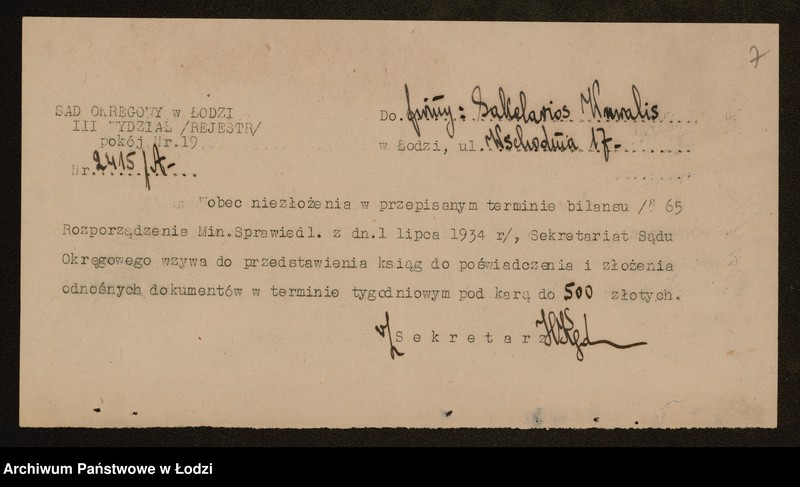 7
SĄD OKRĘGOWY w ŁODZI
III WYDZIAŁ /REJESTR/
pokój Nr.19
Nr. 2415/A-
Do. firmy: Sakelarios
w Łodzi, ul. Wschodnia 17-
Wobec niezłożenia w przepisanym terminie bilansu /§ 65
Rozporządzenie Min.Sprawiedl. z dn.1 lipca 1934 r/, Sekretariat Sądu
Okręgowego wzywa do przedstawienia ksiąg do poświadczenia i złożenia
odnośnych dokumentów w terminie tygodniowym pod karą do 500 złotych.
Sekretarz
Archiwum Państwowe w Łodzi